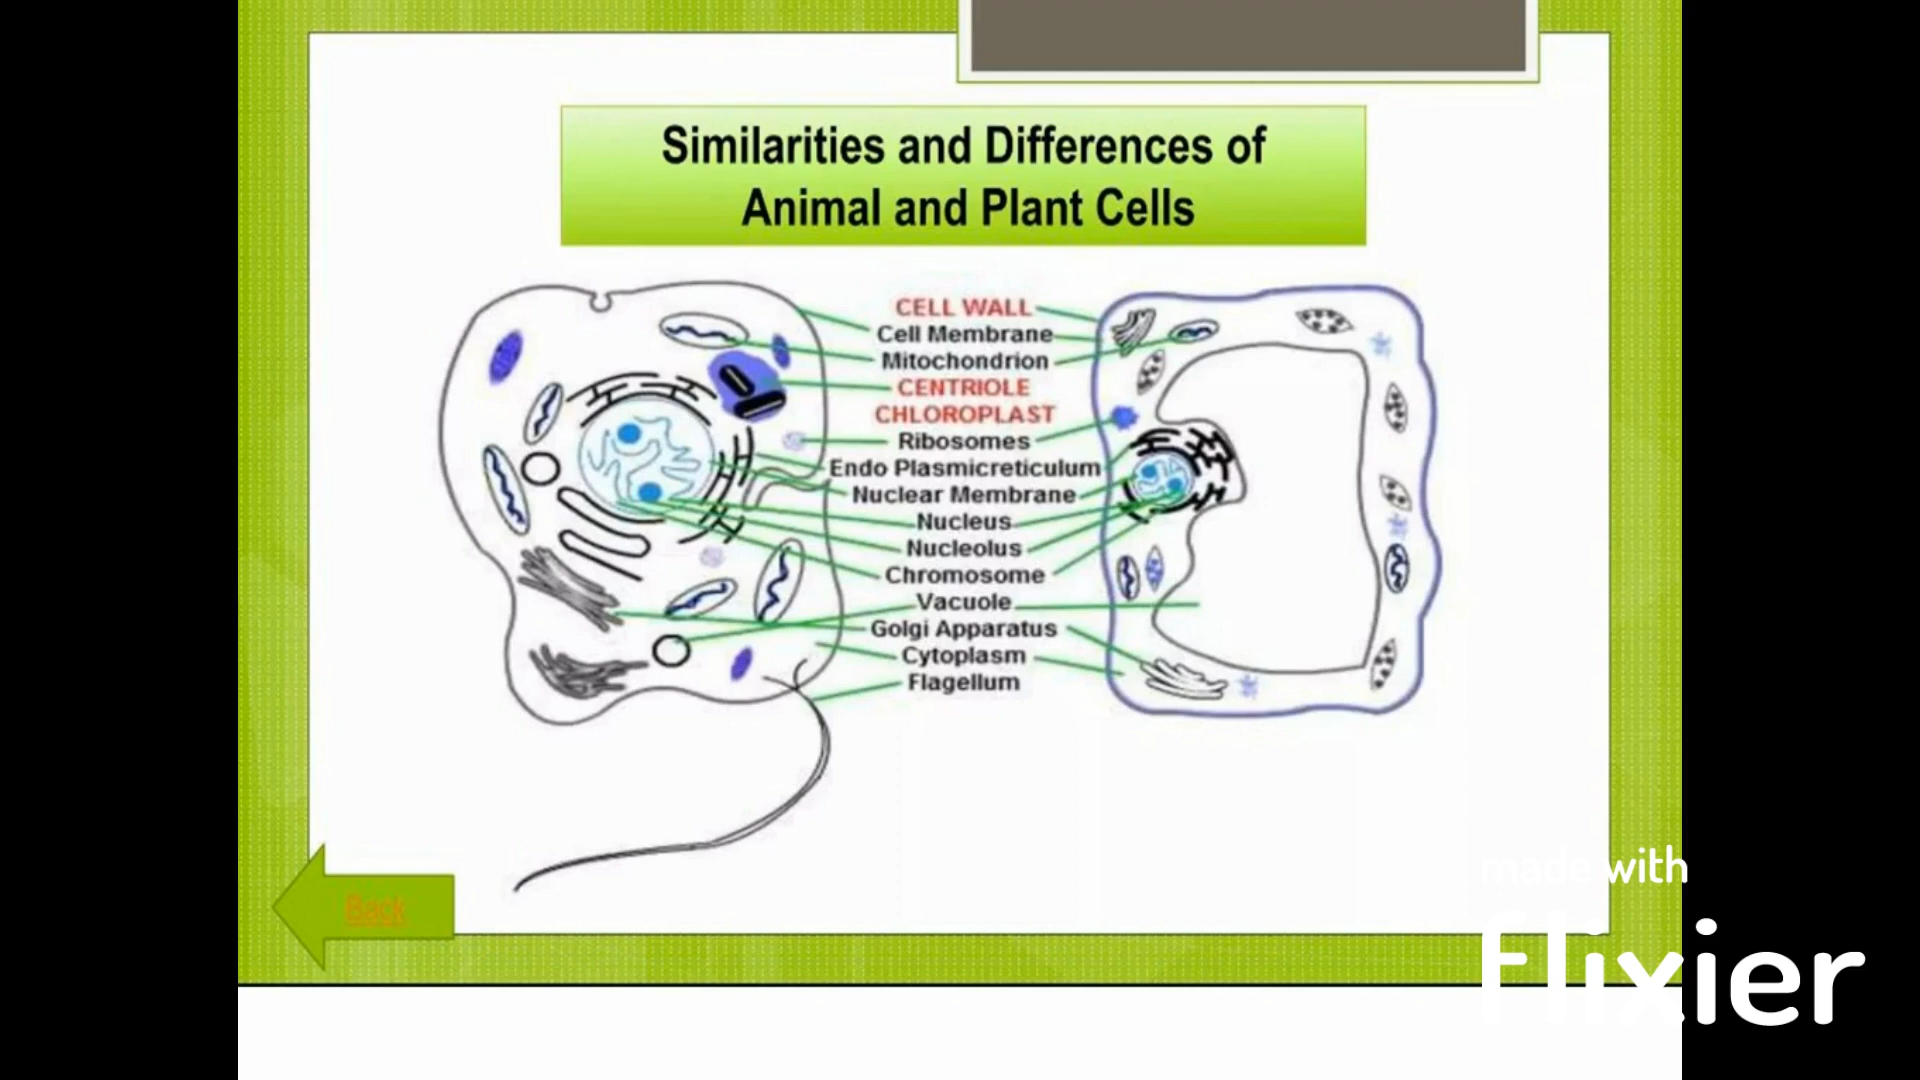 Similarities and Differences of
Animal and Plant Cells
CELL WALL
Cell Membrane
Mitochondrion
CENTRIOLE
CHLOROPLAST
Ribosomes
Endo Plasmicreticulum
Nuclear Membrane
Nucleus
Nucleolus
Chromosome
Vacuole
Golgi Apparatus
Cytoplasm
Flagellum
Back
made with
flixier